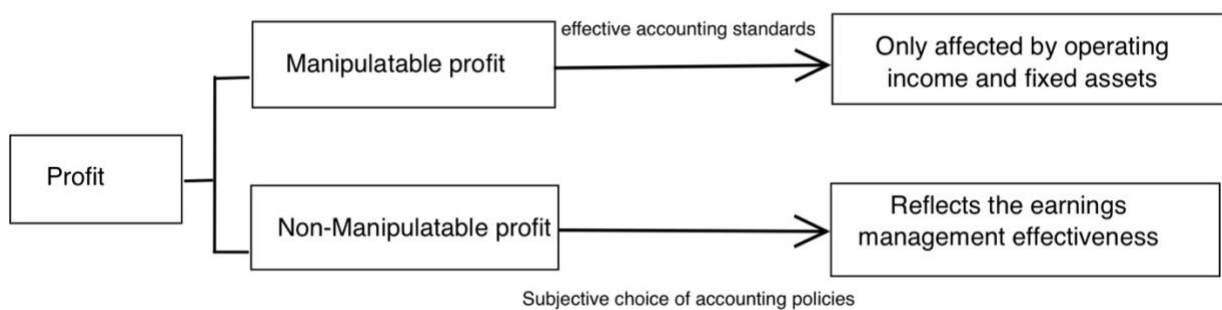 effective accounting standards
Manipulatable profit
Only affected by operating
income and fixed assets
Profit
Non-Manipulatable profit
Reflects the earnings
management effectiveness
Subjective choice of accounting policies